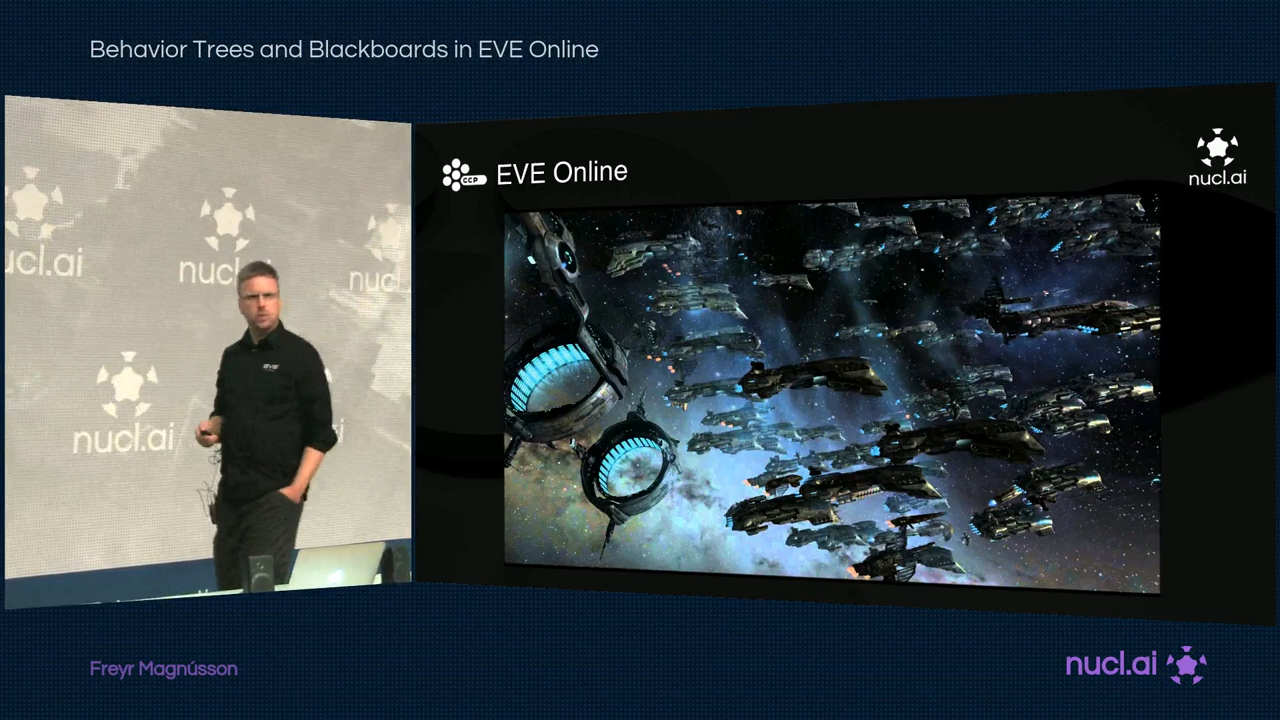 Behavior Trees and Blackboards in EVE Online
nucl.ai
nucl.ai
nucl
nucl.ai
EVE
CCP EVE Online
nucl.ai
Freyr Magnússon
nucl.ai